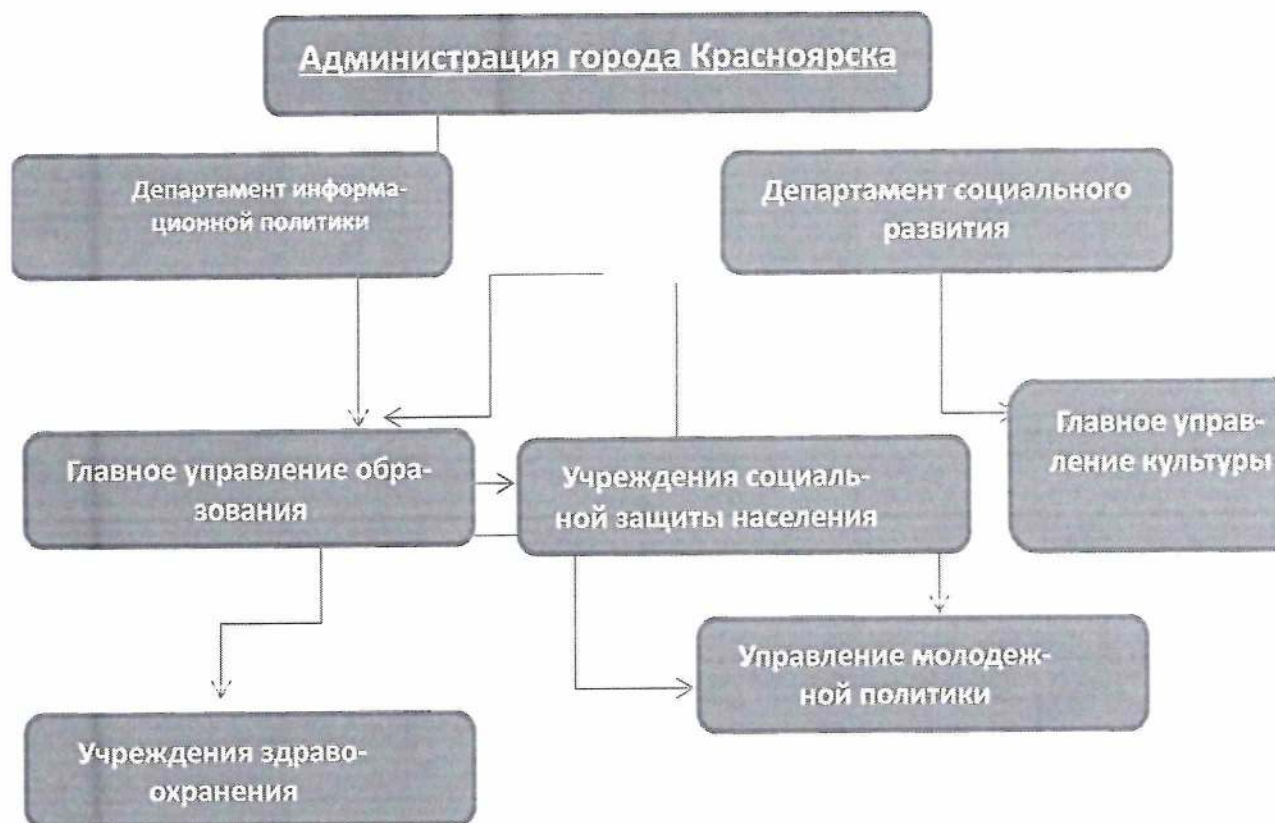 Администрация города Красноярска
Департамент информа-
ционной политики
Департамент социального
развития
Главное управление обра-
зования
Учреждения социаль-
ной защиты населения
Главное управ-
ление культуры
Управление молодеж-
ной политики
Учреждения здраво-
охранения